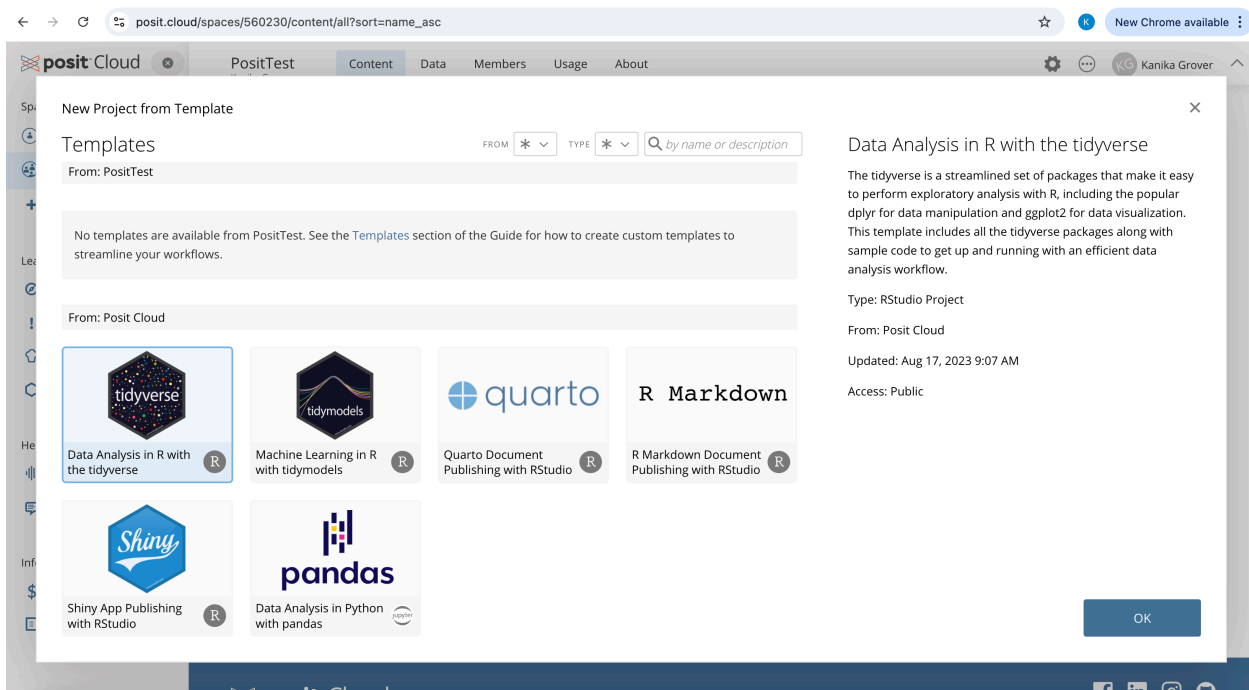 posit.cloud/spaces/560230/content/all?sort=name_asc
K
New Chrome available
posit Cloud
PositTest
Content
Data
Members
Usage
About
KG
Kanika Grover
Spa
New Project from Template
Templates
FROM
TYPE
by name or description
From: PositTest
No templates are available from PositTest. See the Templates section of the Guide for how to create custom templates to
streamline your workflows.
Lea
From: Posit Cloud
tidyverse
Data Analysis in R with
the tidyverse
R
tidymodels
Machine Learning in R
with tidymodels
R
quarto
Quarto Document
Publishing with RStudio
R
R Markdown
R Markdown Document
Publishing with RStudio
R
He
Shiny
Shiny App Publishing
with RStudio
R
pandas
Data Analysis in Python
with pandas
jupyter
Inf
$
Data Analysis in R with the tidyverse
The tidyverse is a streamlined set of packages that make it easy
to perform exploratory analysis with R, including the popular
dplyr for data manipulation and ggplot2 for data visualization.
This template includes all the tidyverse packages along with
sample code to get up and running with an efficient data
analysis workflow.
Type: RStudio Project
From: Posit Cloud
Updated: Aug 17, 2023 9:07 AM
Access: Public
OK